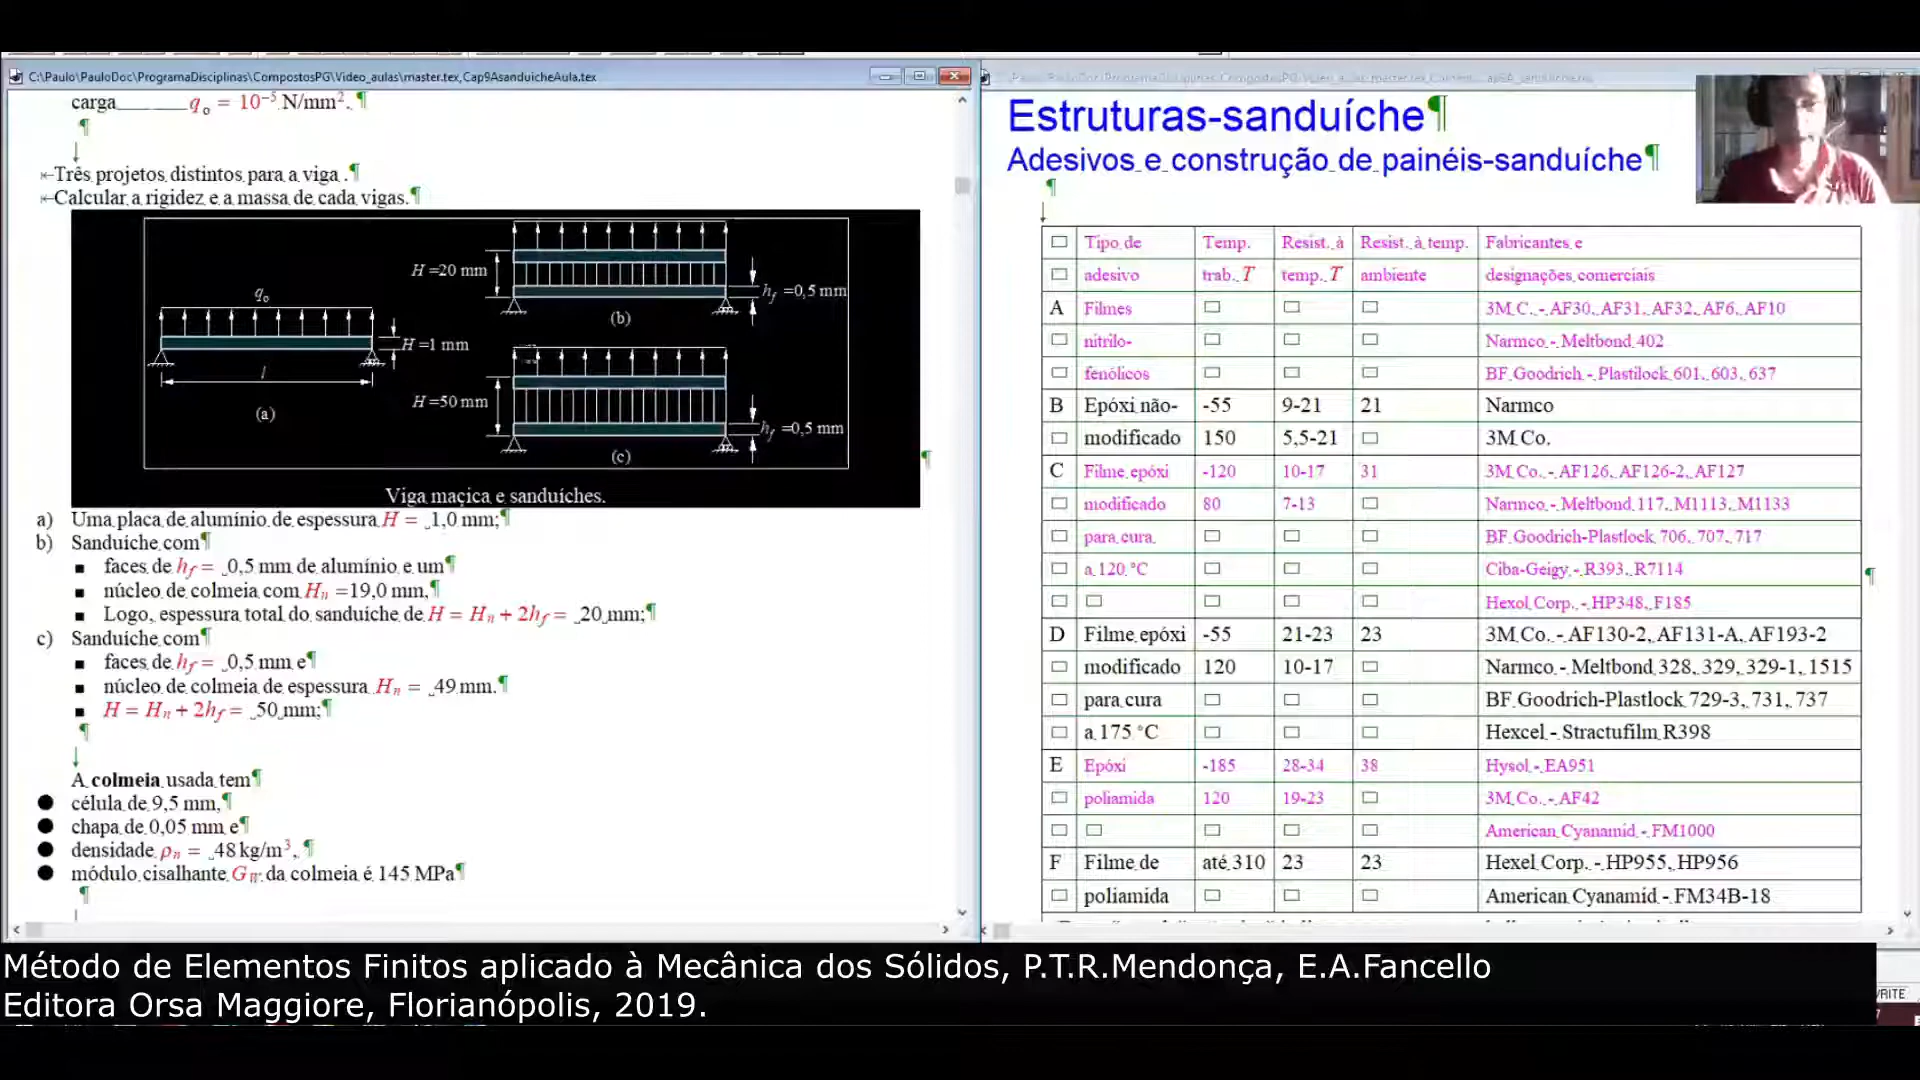 C:\Paulo\PauloDoc\ProgramaDisciplinas\CompostosPG\Video_aulas\master.tex,Cap9AsanduicheAula.tex
carga______qₒ = 10⁻⁵ N/mm².
Três projetos distintos para a viga .
Calcular a rigidez e a massa de cada vigas.
H =20 mm
h_f =0,5 mm
(b)
qₒ
H =1 mm
l
(a)
H =50 mm
h_f =0,5 mm
(c)
Viga maçica e sanduíches.
a) Uma placa de alumínio de espessura H = 1,0 mm;
b) Sanduíche com
faces de h_f = 0,5 mm de alumínio e um
núcleo de colmeia com H_n =19,0 mm,
Logo, espessura total do sanduíche de H = H_n + 2h_f = 20 mm;
c) Sanduíche com
faces de h_f = 0,5 mm e
núcleo de colmeia de espessura H_n = 49 mm.
H = H_n + 2h_f = 50 mm;
A colmeia usada tem
célula de 9,5 mm,
chapa de 0,05 mm e
densidade ρ_n = 48 kg/m³,
módulo cisalhante G_W da colmeia é 145 MPa
Estruturas-sanduíche
Adesivos e construção de painéis-sanduíche
Tipo de Temp. Resist. à Resist. à temp. Fabricantes e
adesivo trab. T temp. T ambiente designações comerciais
A Filmes 3M C. - AF30, AF31, AF32, AF6, AF10
nitrilo- Narmco - Meltbond 402
fenólicos BF Goodrich - Plastilock 601, 603, 637
B Epóxi não- -55 9-21 21 Narmco
modificado 150 5,5-21 3M Co.
C Filme epóxi -120 10-17 31 3M Co. - AF126, AF126-2, AF127
modificado 80 7-13 Narmco - Meltbond 117, M1113, M1133
para cura BF Goodrich-Plastlock 706, 707, 717
a 120 °C Ciba-Geigy - R393, R7114
Hexol Corp. - HP348, F185
D Filme epóxi -55 21-23 23 3M Co. - AF130-2, AF131-A, AF193-2
modificado 120 10-17 Narmco - Meltbond 328, 329, 329-1, 1515
para cura BF Goodrich-Plastlock 729-3, 731, 737
a 175 °C Hexcel - Stractufilm R398
E Epóxi -185 28-34 38 Hysol - EA951
poliamida 120 19-23 3M Co. - AF42
American Cyanamid - FM1000
F Filme de até 310 23 23 Hexel Corp. - HP955, HP956
poliamida American Cyanamid - FM34B-18
Método de Elementos Finitos aplicado à Mecânica dos Sólidos, P.T.R.Mendonça, E.A.Fancello
Editora Orsa Maggiore, Florianópolis, 2019.